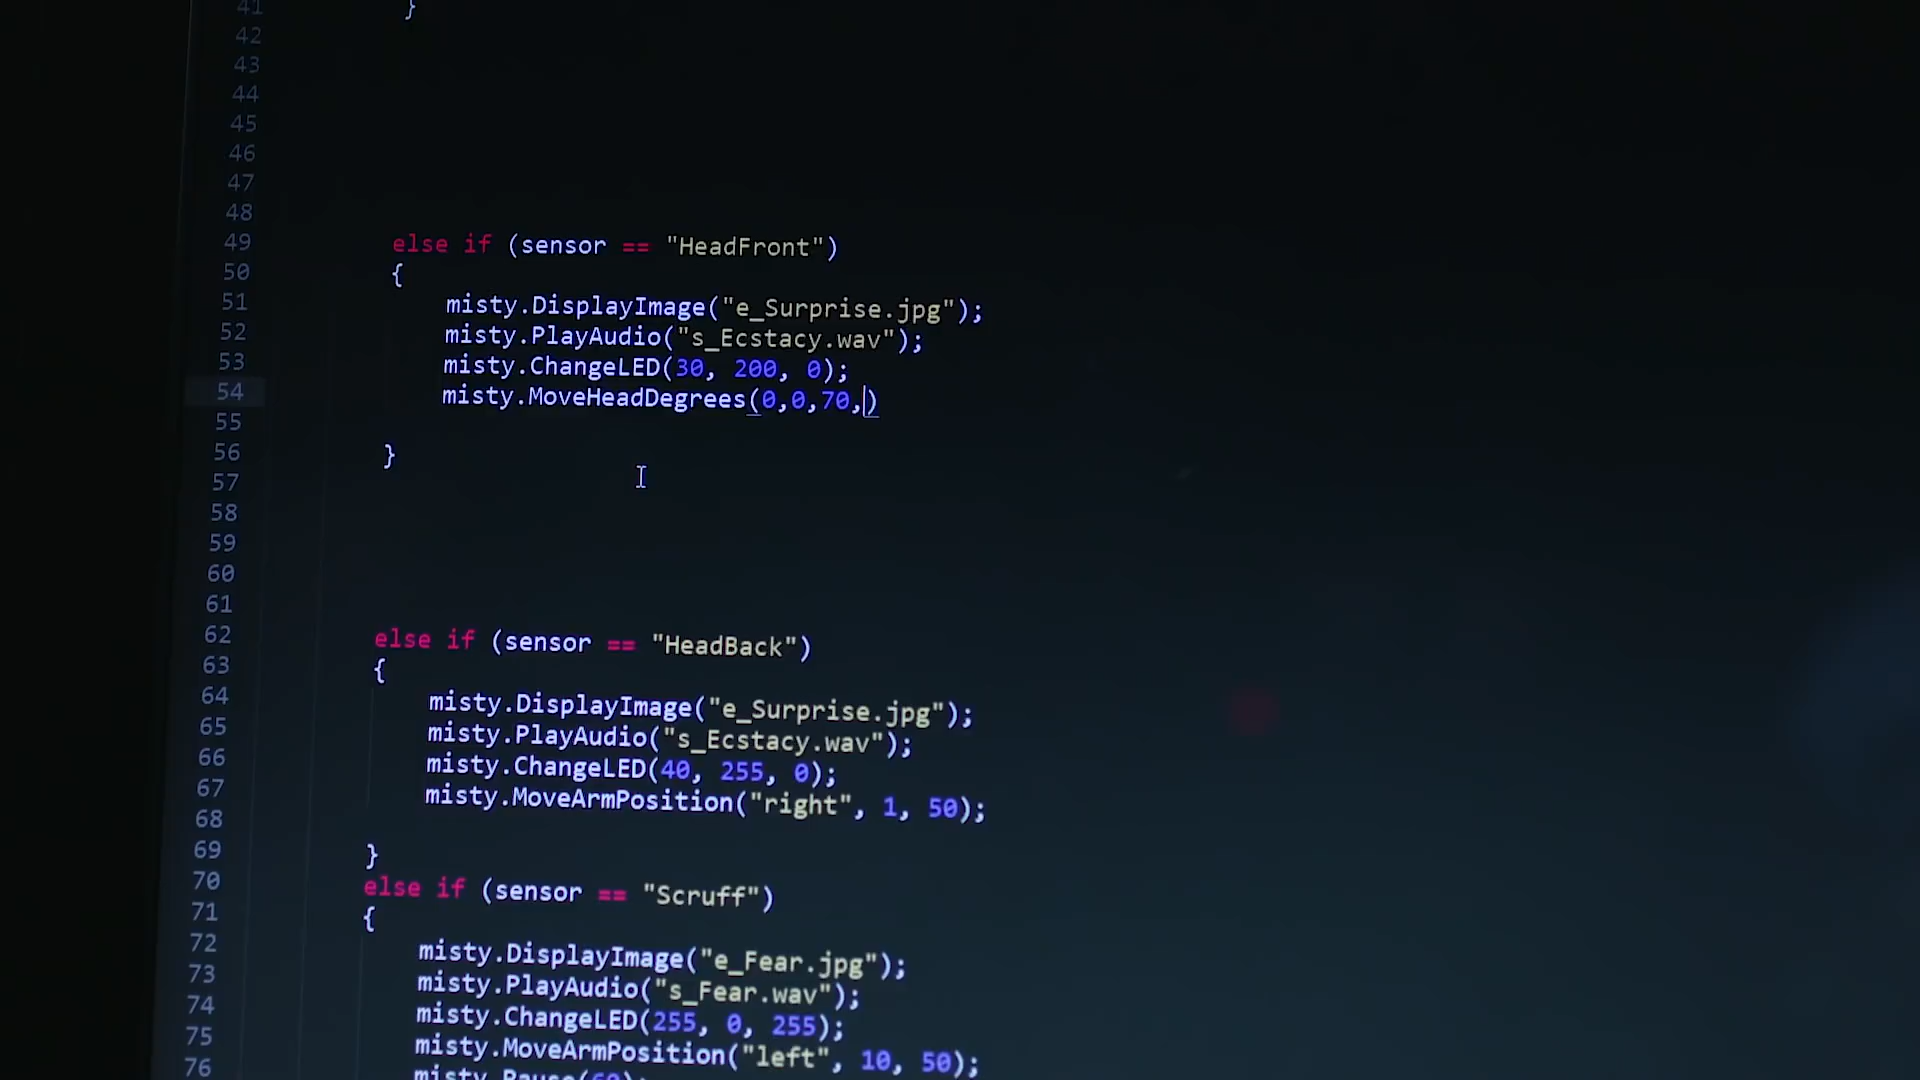 41 }
42
43
44
45
46
47
48
49 else if (sensor == "HeadFront")
50 {
51 misty.DisplayImage("e_Surprise.jpg");
52 misty.PlayAudio("s_Ecstacy.wav");
53 misty.ChangeLED(30, 200, 0);
54 misty.MoveHeadDegrees(0,0,70,)
55
56 }
57
58
59
60
61
62 else if (sensor == "HeadBack")
63 {
64 misty.DisplayImage("e_Surprise.jpg");
65 misty.PlayAudio("s_Ecstacy.wav");
66 misty.ChangeLED(40, 255, 0);
67 misty.MoveArmPosition("right", 1, 50);
68
69 }
70 else if (sensor == "Scruff")
71 {
72 misty.DisplayImage("e_Fear.jpg");
73 misty.PlayAudio("s_Fear.wav");
74 misty.ChangeLED(255, 0, 255);
75 misty.MoveArmPosition("left", 10, 50);
76 misty.Pause(60);